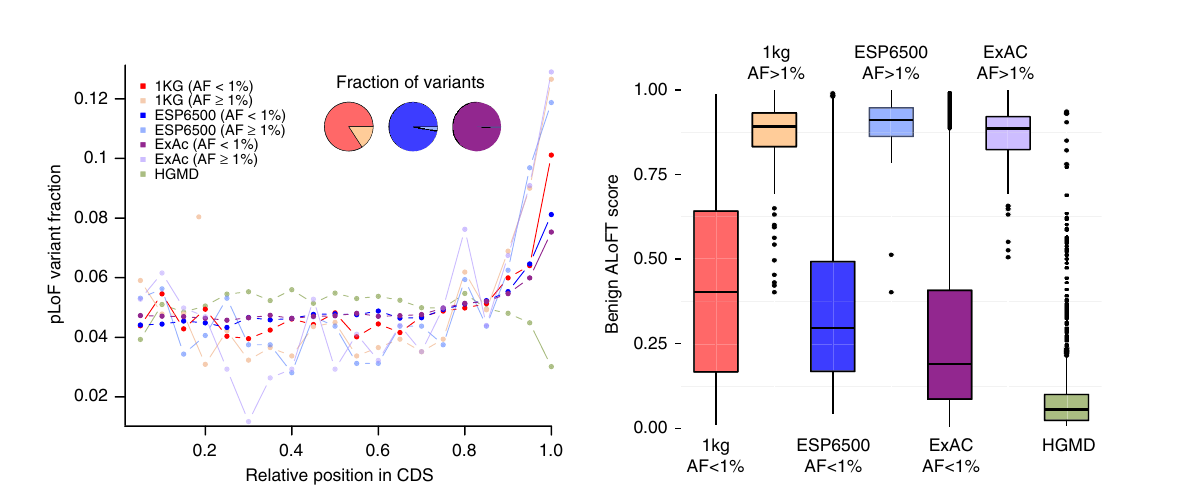 1KG (AF < 1%)
1KG (AF ≥ 1%)
ESP6500 (AF < 1%)
ESP6500 (AF ≥ 1%)
ExAc (AF < 1%)
ExAc (AF ≥ 1%)
HGMD
Fraction of variants
pLoF variant fraction
0.12
0.1
0.08
0.06
0.04
0.02
0.2
0.4
0.6
0.8
1.0
Relative position in CDS
1kg
AF>1%
ESP6500
AF>1%
ExAC
AF>1%
Benign ALoFT score
1.00
0.75
0.50
0.25
0.00
1kg
AF<1%
ESP6500
AF<1%
ExAC
AF<1%
HGMD